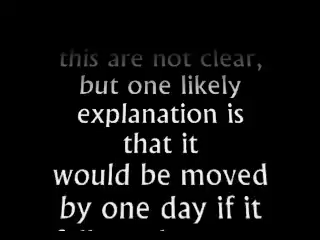 this are not clear,
but one likely
explanation is
that it
would be moved
by one day if it